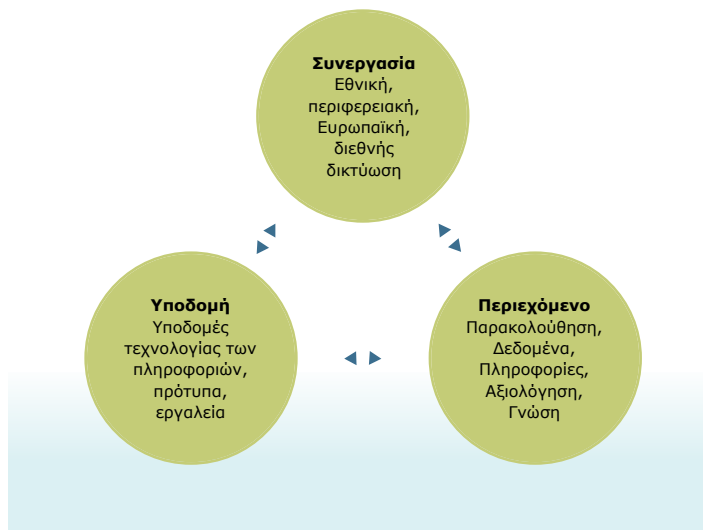 Συνεργασία
Εθνική,
περιφερειακή,
Ευρωπαϊκή,
διεθνής
δικτύωση
Υποδομή
Υποδομές
τεχνολογίας των
πληροφοριών,
πρότυπα,
εργαλεία
Περιεχόμενο
Παρακολούθηση,
Δεδομένα,
Πληροφορίες,
Αξιολόγηση,
Γνώση